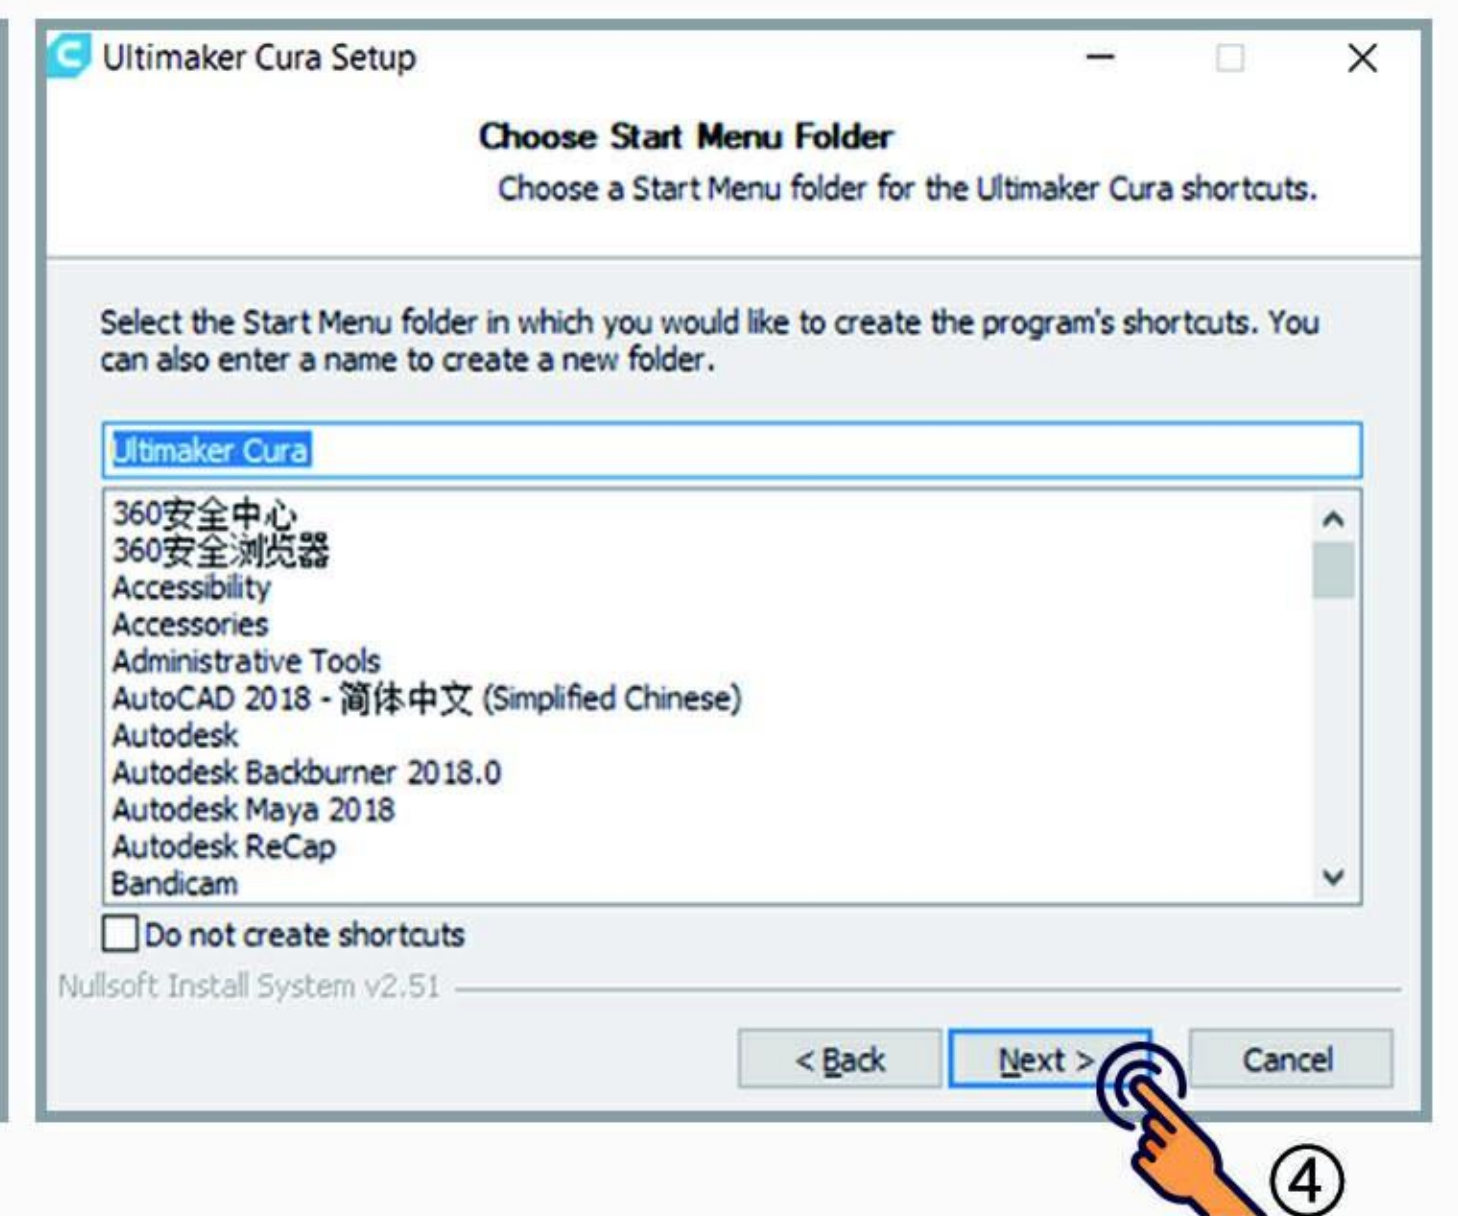 Ultimaker Cura Setup
Choose Start Menu Folder
Choose a Start Menu folder for the Ultimaker Cura shortcuts.
Select the Start Menu folder in which you would like to create the program's shortcuts. You
can also enter a name to create a new folder.
Ultimaker Cura
360安全中心
360安全浏览器
Accessibility
Accessories
Administrative Tools
AutoCAD 2018 - 简体中文 (Simplified Chinese)
Autodesk
Autodesk Backburner 2018.0
Autodesk Maya 2018
Autodesk ReCap
Bandicam
Do not create shortcuts
Nullsoft Install System v2.51
< Back Next > Cancel
④